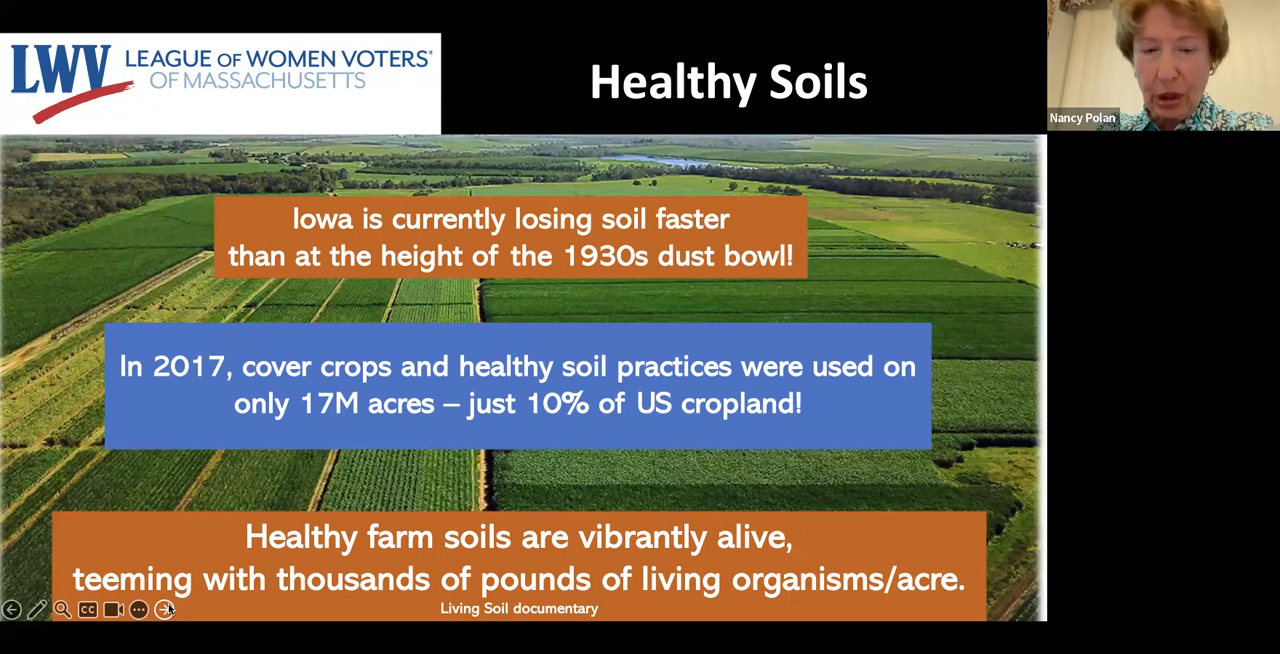 LWV LEAGUE OF WOMEN VOTERS®
OF MASSACHUSETTS
Healthy Soils
Nancy Polan
Iowa is currently losing soil faster
than at the height of the 1930s dust bowl!
In 2017, cover crops and healthy soil practices were used on
only 17M acres – just 10% of US cropland!
Healthy farm soils are vibrantly alive,
teeming with thousands of pounds of living organisms/acre.
Living Soil documentary
CC